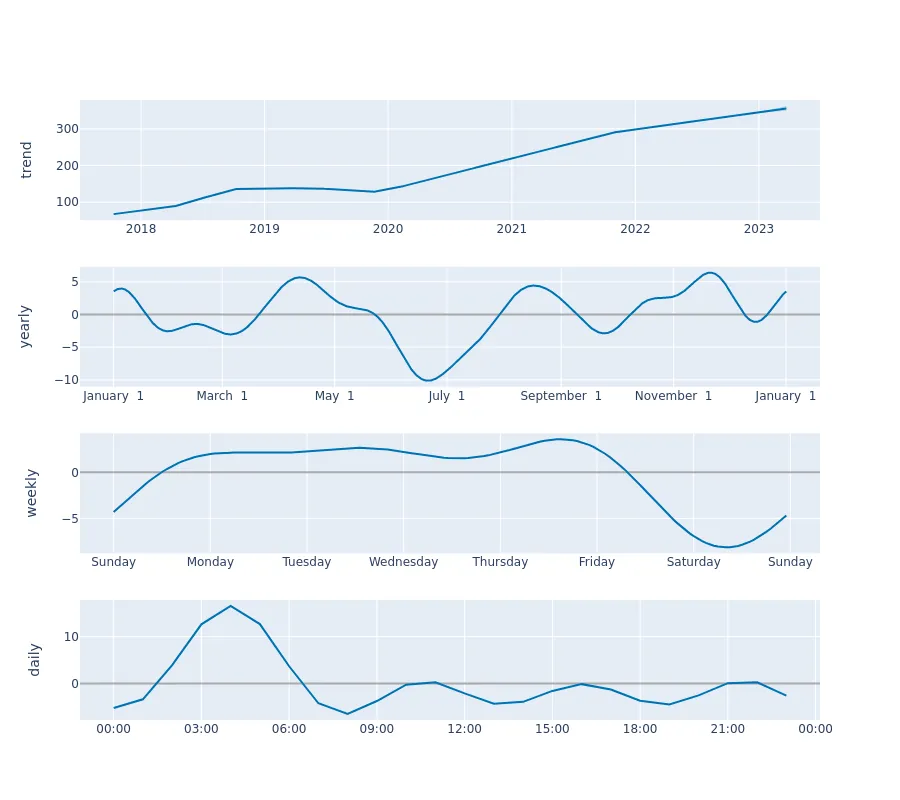 trend
300
200
100
2018 2019 2020 2021 2022 2023
yearly
5
0
−5
−10
January 1 March 1 May 1 July 1 September 1 November 1 January 1
weekly
0
−5
Sunday Monday Tuesday Wednesday Thursday Friday Saturday Sunday
daily
10
0
00:00 03:00 06:00 09:00 12:00 15:00 18:00 21:00 00:00